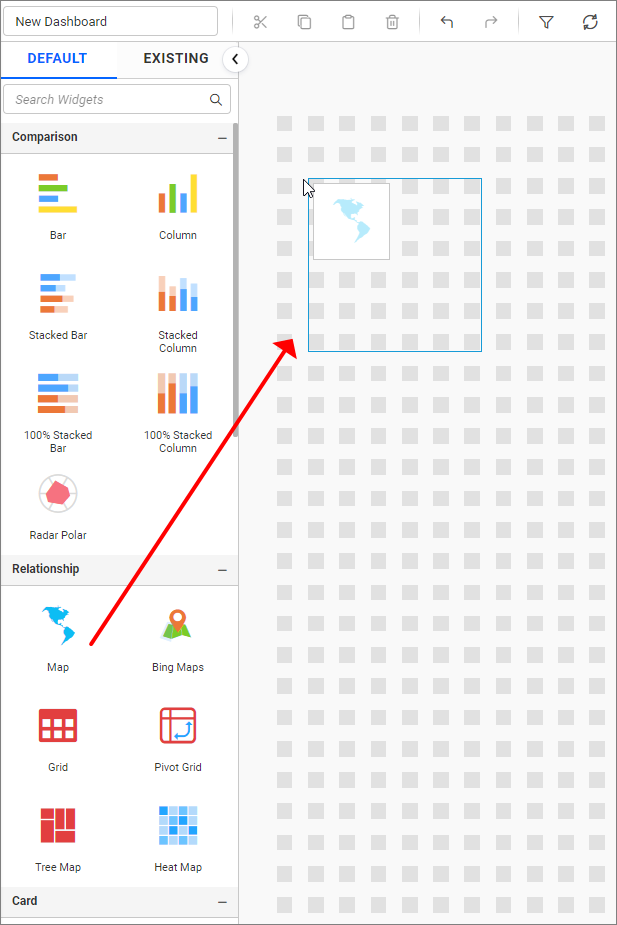 New Dashboard
DEFAULT
EXISTING
Search Widgets
Comparison
Bar
Column
Stacked Bar
Stacked
Column
100% Stacked
Bar
100% Stacked
Column
Radar Polar
Relationship
Map
Bing Maps
Grid
Pivot Grid
Tree Map
Heat Map
Card